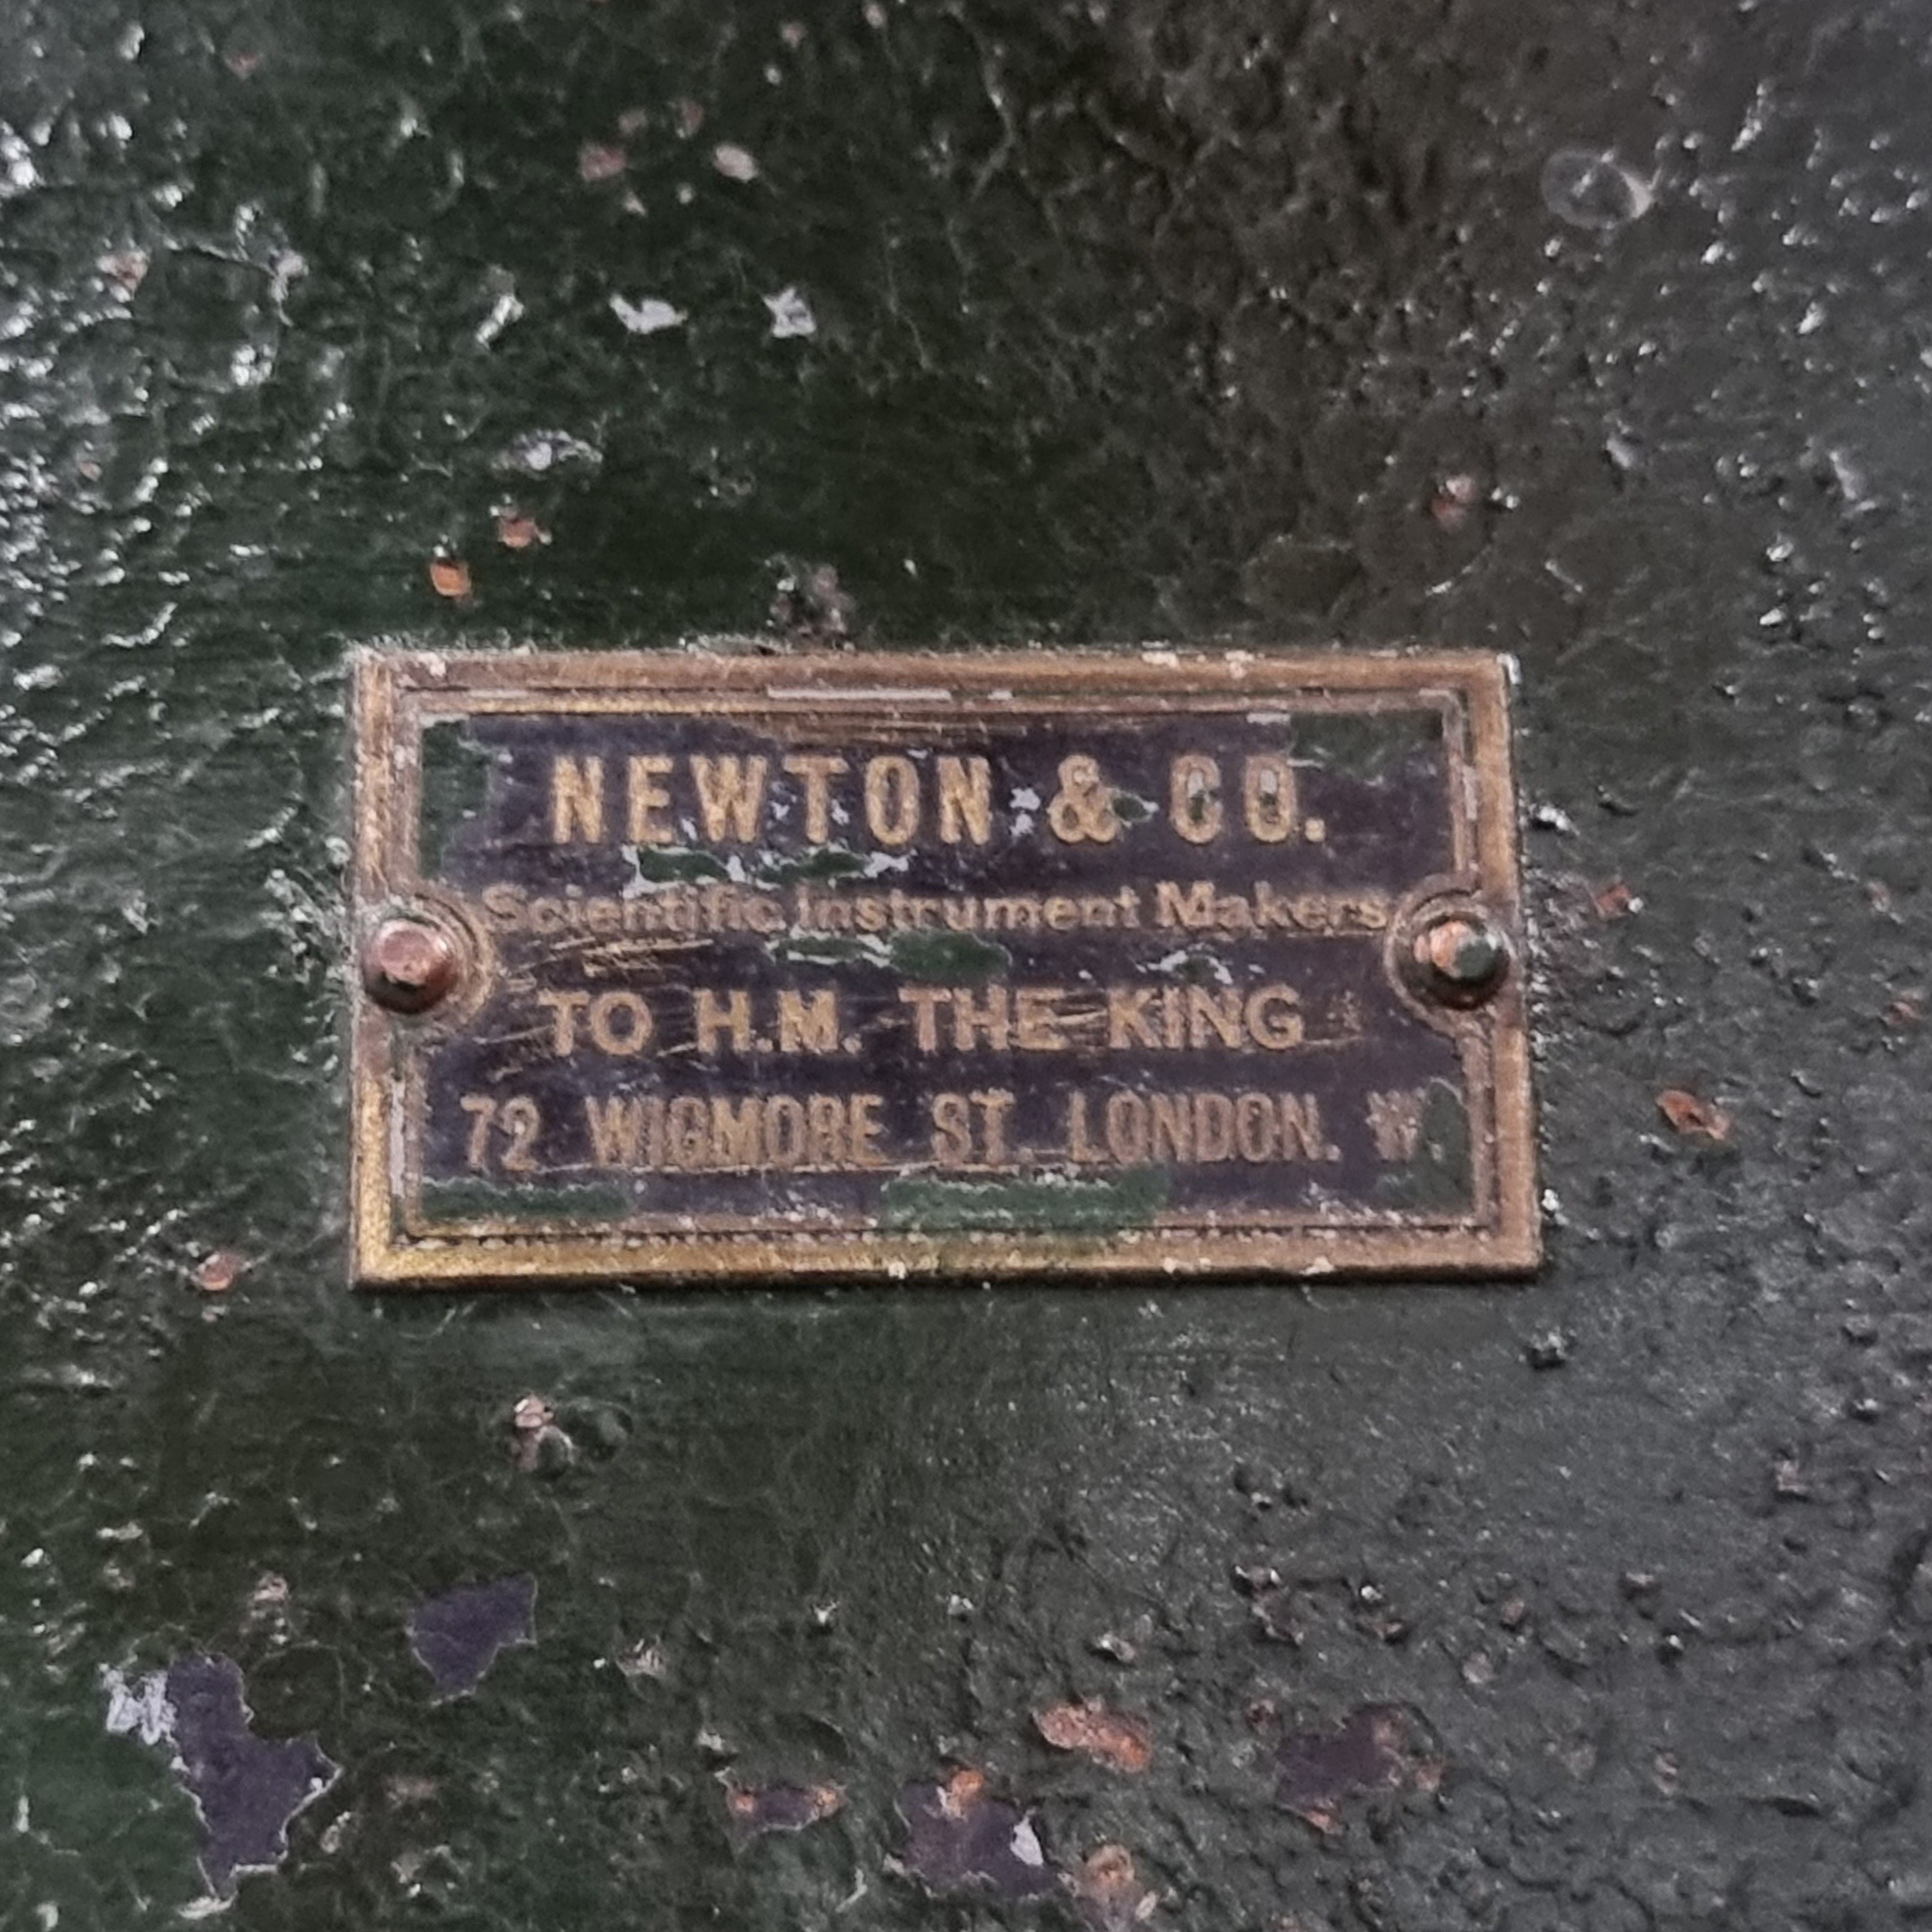 NEWTON & CO.
Scientific Instrument Makers
TO H.M. THE KING
72 WIGMORE ST. LONDON. W.